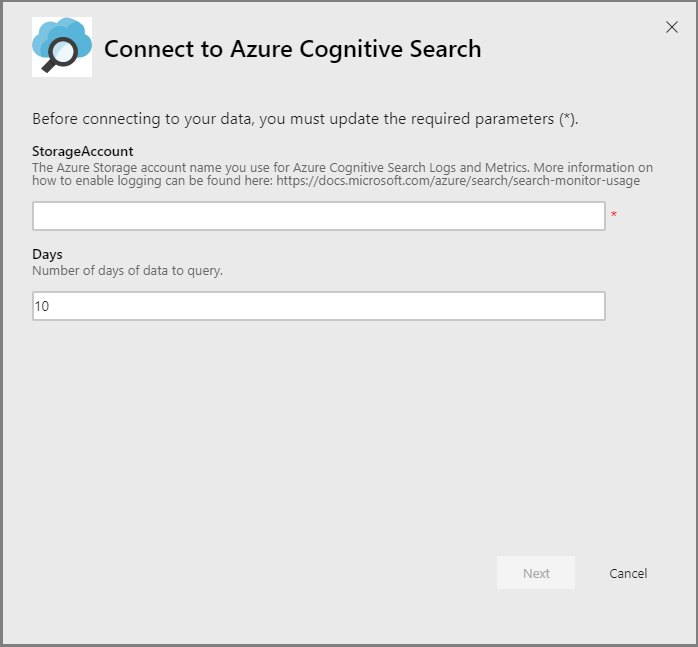 Connect to Azure Cognitive Search
Before connecting to your data, you must update the required parameters (*).
StorageAccount
The Azure Storage account name you use for Azure Cognitive Search Logs and Metrics. More information on
how to enable logging can be found here: https://docs.microsoft.com/azure/search/search-monitor-usage
*
Days
Number of days of data to query.
10
Next
Cancel